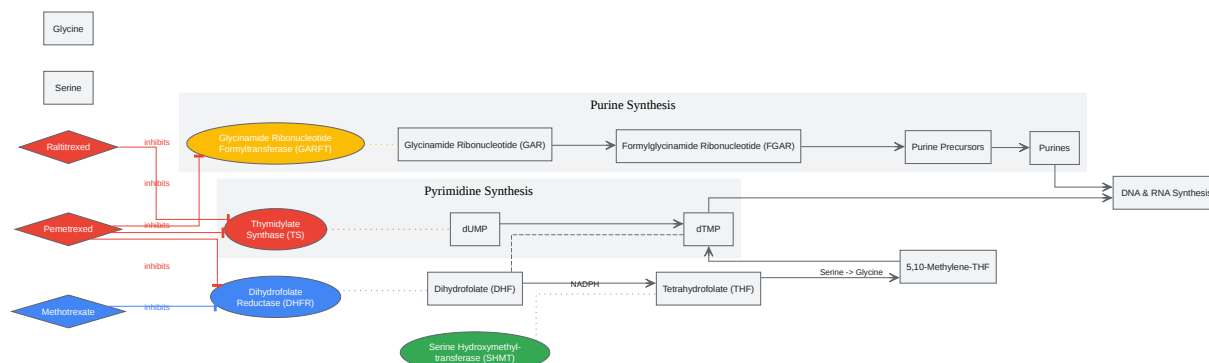 Glycine
Serine
Purine Synthesis
Raltitrexed
inhibits
Glycinamide Ribonucleotide
Formyltransferase (GARFT)
Glycinamide Ribonucleotide (GAR)
Formylglycinamide Ribonucleotide (FGAR)
Purine Precursors
Purines
inhibits
Pyrimidine Synthesis
DNA & RNA Synthesis
Pemetrexed
inhibits
Thymidylate
Synthase (TS)
dUMP
dTMP
inhibits
Serine -> Glycine
5,10-Methylene-THF
Methotrexate
inhibits
Dihydrofolate
Reductase (DHFR)
Dihydrofolate (DHF)
NADPH
Tetrahydrofolate (THF)
Serine Hydroxymethyl-
transferase (SHMT)